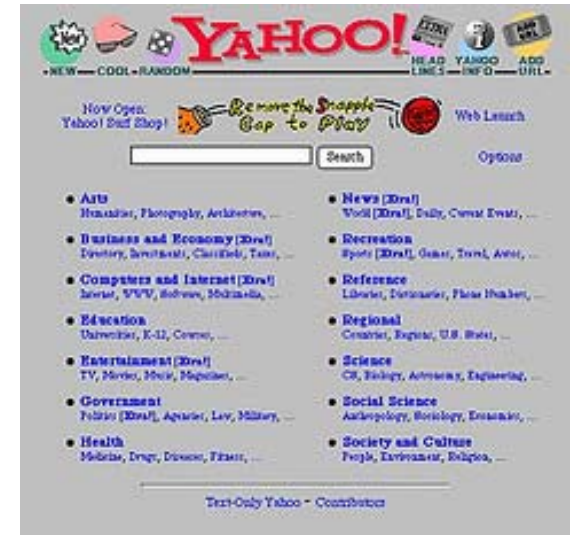 New
YAHOO!
EXTRA
i
ADD URL
NEW COOL RANDOM
HEAD LINES YAHOO INFO ADD URL
Now Open: Yahoo! Surf Shop!
Remove the Snapple Cap to Play
Web Launch
Search
Options
Arts
Humanities, Photography, Architecture, ...
Business and Economy [Xtra!]
Directory, Investments, Classifieds, Taxes, ...
Computers and Internet [Xtra!]
Internet, WWW, Software, Multimedia, ...
Education
Universities, K-12, Courses, ...
Entertainment [Xtra!]
TV, Movies, Music, Magazines, ...
Government
Politics [Xtra!], Agencies, Law, Military, ...
Health
Medicine, Drugs, Diseases, Fitness, ...
News [Xtra!]
World [Xtra!], Daily, Current Events, ...
Recreation
Sports [Xtra!], Games, Travel, Autos, ...
Reference
Libraries, Dictionaries, Phone Numbers, ...
Regional
Countries, Regions, U.S. States, ...
Science
CS, Biology, Astronomy, Engineering, ...
Social Science
Anthropology, Sociology, Economics, ...
Society and Culture
People, Environment, Religion, ...
Text-Only Yahoo - Contributors